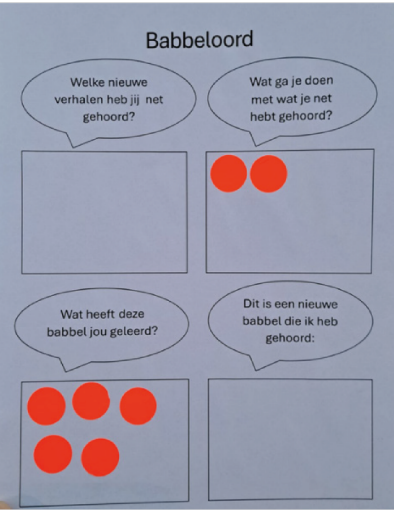 Babbeloord
Welke nieuwe
verhalen heb jij net
gehoord?
Wat ga je doen
met wat je net
hebt gehoord?
Wat heeft deze
babbel jou geleerd?
Dit is een nieuwe
babbel die ik heb
gehoord: